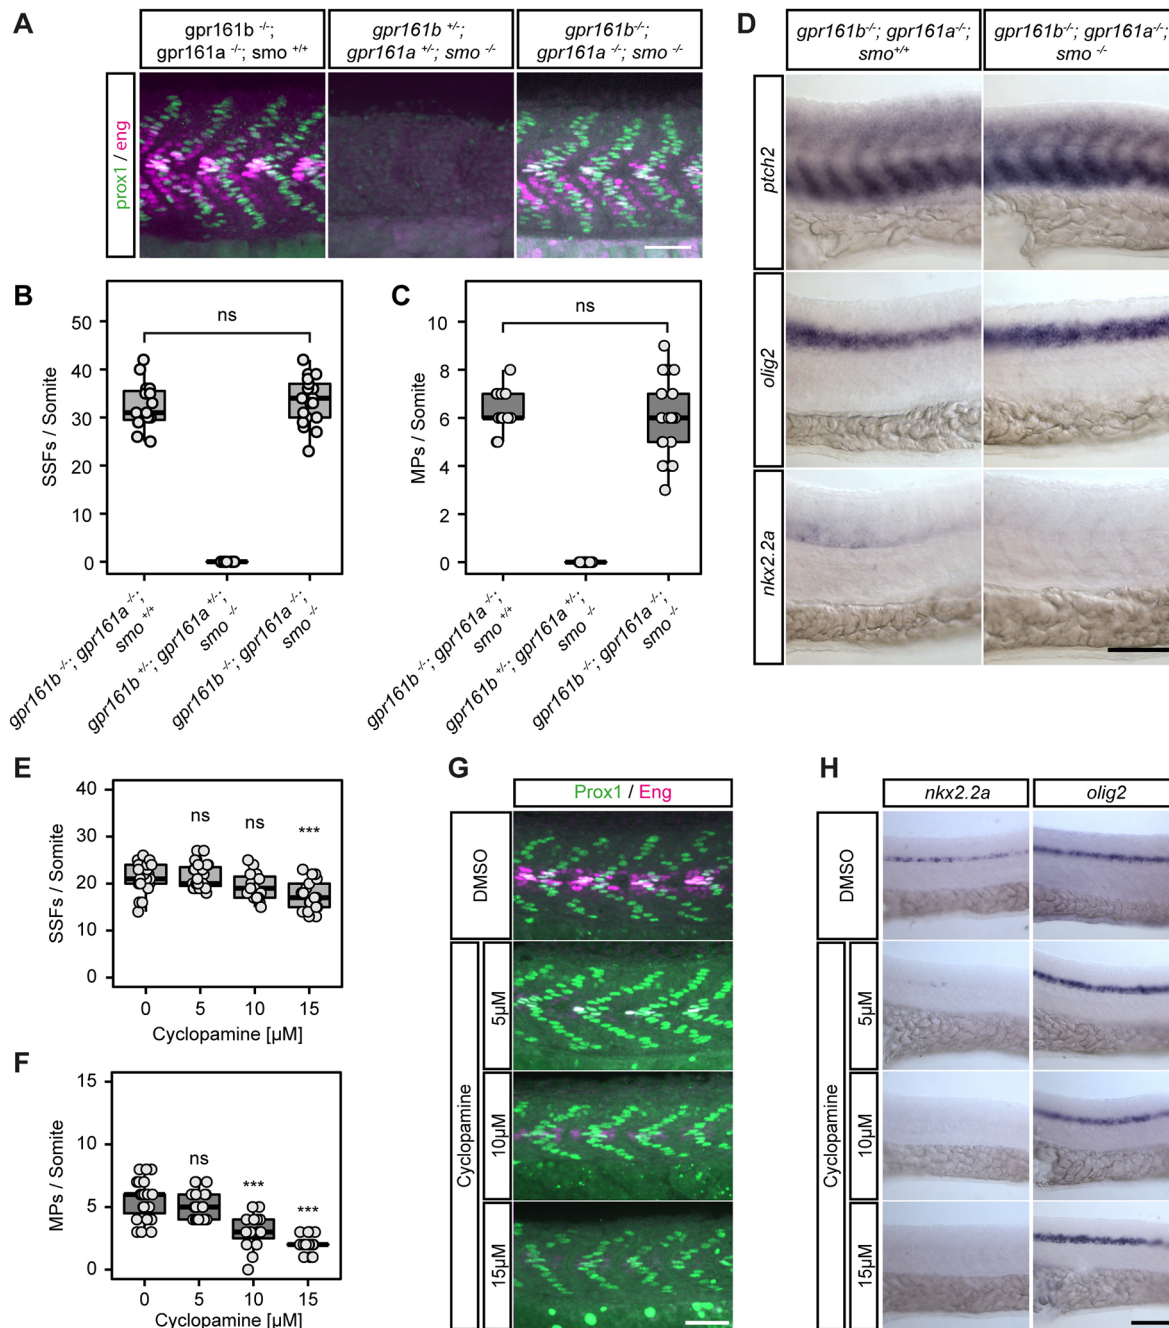 A
gpr161b -/-;
gpr161a -/-; smo +/+
gpr161b +/-;
gpr161a +/-; smo -/-
gpr161b-/-;
gpr161a -/-; smo -/-
prox1 / eng
B
SSFs / Somite
50
40
30
20
10
0
ns
gpr161b -/-; gpr161a -/-;
smo +/+
gpr161b +/-; gpr161a +/-;
smo -/-
gpr161b -/-; gpr161a -/-;
smo -/-
C
MPs / Somite
10
8
6
4
2
0
ns
gpr161b -/-; gpr161a -/-;
smo +/+
gpr161b +/-; gpr161a +/-;
smo -/-
gpr161b -/-; gpr161a -/-;
smo -/-
D
gpr161b-/-; gpr161a-/-;
smo+/+
gpr161b-/-; gpr161a-/-;
smo -/-
ptch2
olig2
nkx2.2a
E
SSFs / Somite
40
30
20
10
0
ns
ns
***
0
5
10
15
Cyclopamine [µM]
F
MPs / Somite
15
10
5
0
ns
***
***
0
5
10
15
Cyclopamine [µM]
G
Prox1 / Eng
DMSO
Cyclopamine
5µM
10µM
15µM
H
nkx2.2a
olig2
DMSO
Cyclopamine
5µM
10µM
15µM